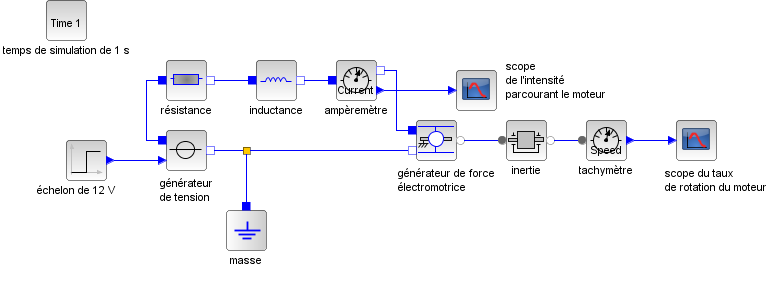 Time 1
temps de simulation de 1 s
scope
de l'intensité
parcourant le moteur
Current
résistance
inductance
ampèremètre
Speed
échelon de 12 V
générateur
de tension
générateur de force
électromotrice
inertie
tachymètre
scope du taux
de rotation du moteur
masse